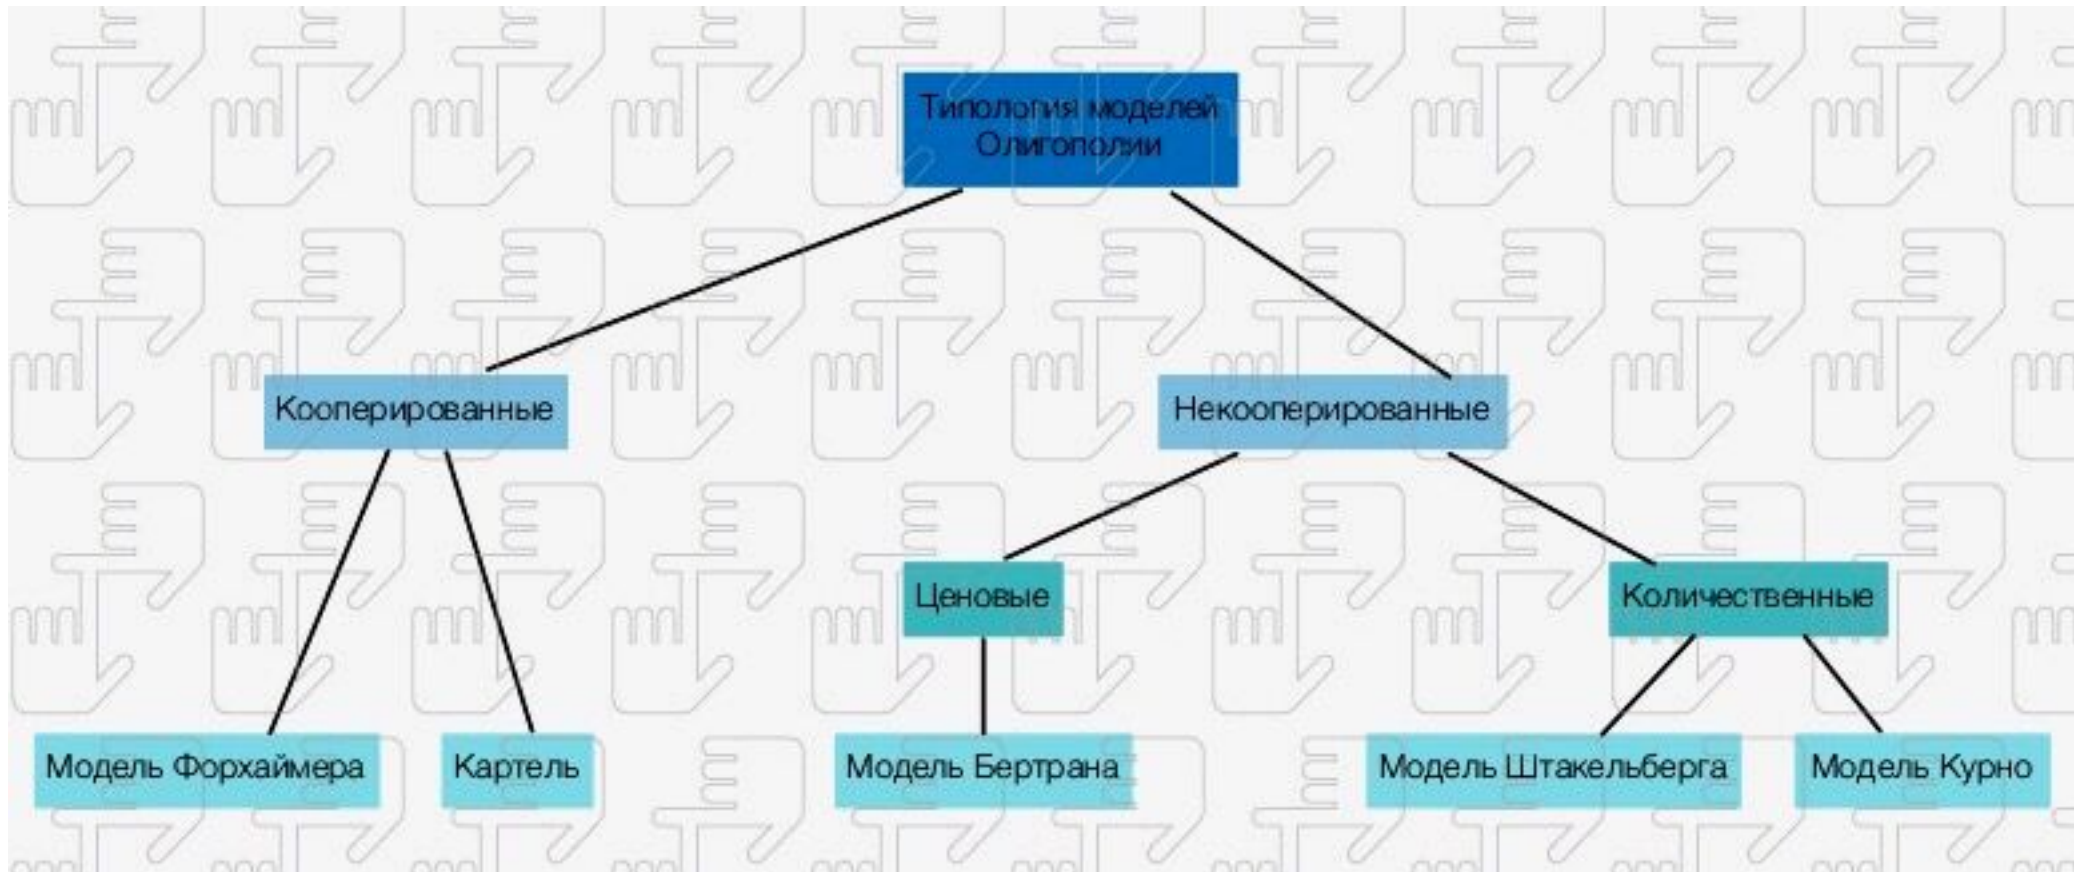 Типология моделей
Олигополии
Кооперированные
Некооперированные
Ценовые
Количественные
Модель Форхаймера
Картель
Модель Бертрана
Модель Штакельберга
Модель Курно